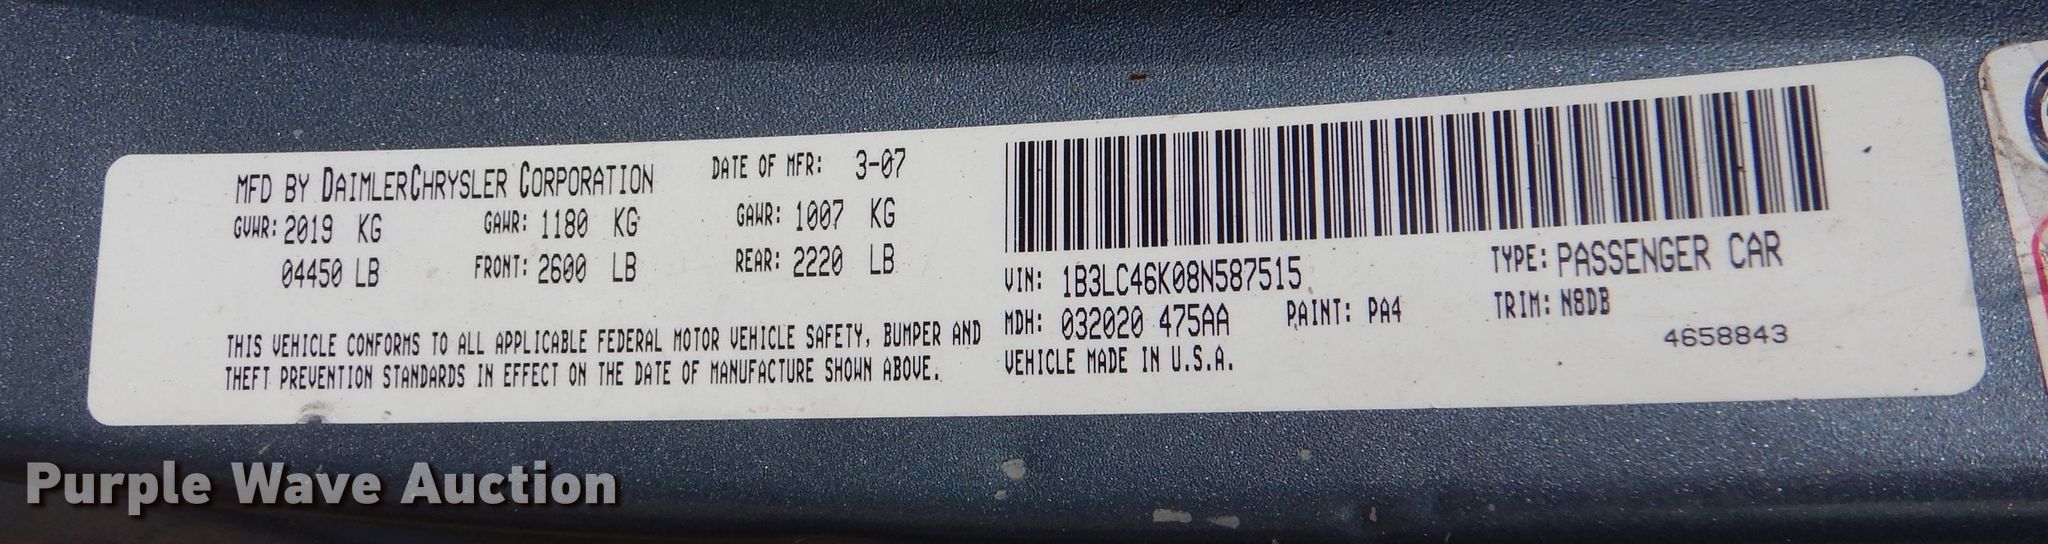 MFD BY DAIMLERCHRYSLER CORPORATION DATE OF MFR: 3-07
GVWR: 2019 KG GAWR: 1180 KG GAWR: 1007 KG
04450 LB FRONT: 2600 LB REAR: 2220 LB
THIS VEHICLE CONFORMS TO ALL APPLICABLE FEDERAL MOTOR VEHICLE SAFETY, BUMPER AND
THEFT PREVENTION STANDARDS IN EFFECT ON THE DATE OF MANUFACTURE SHOWN ABOVE.
VIN: 1B3LC46K08N587515 TYPE: PASSENGER CAR
MDH: 032020 475AA PAINT: PA4 TRIM: N8DB
VEHICLE MADE IN U.S.A. 4658843
Purple Wave Auction